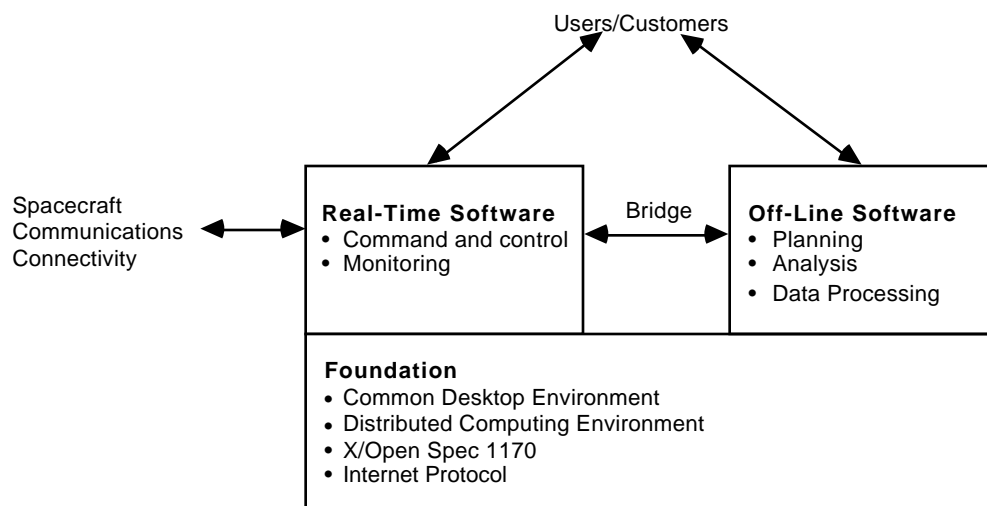 Users/Customers
Spacecraft
Communications
Connectivity
Real-Time Software
• Command and control
• Monitoring
Bridge
Off-Line Software
• Planning
• Analysis
• Data Processing
Foundation
• Common Desktop Environment
• Distributed Computing Environment
• X/Open Spec 1170
• Internet Protocol